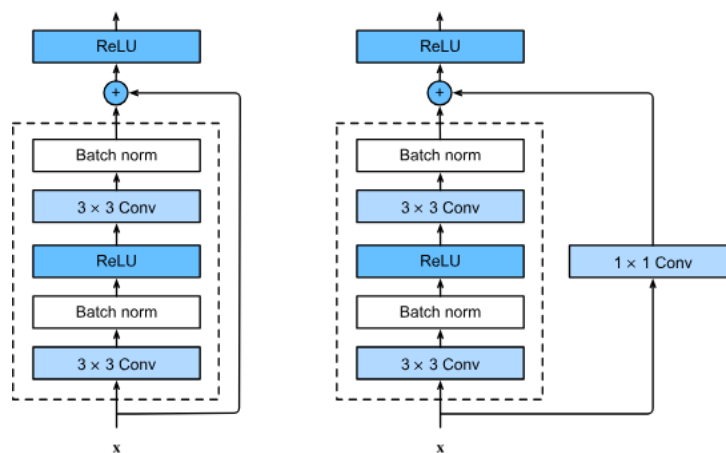 ReLU
+
Batch norm
3 × 3 Conv
ReLU
Batch norm
3 × 3 Conv
x
ReLU
+
Batch norm
3 × 3 Conv
ReLU
1 × 1 Conv
Batch norm
3 × 3 Conv
x